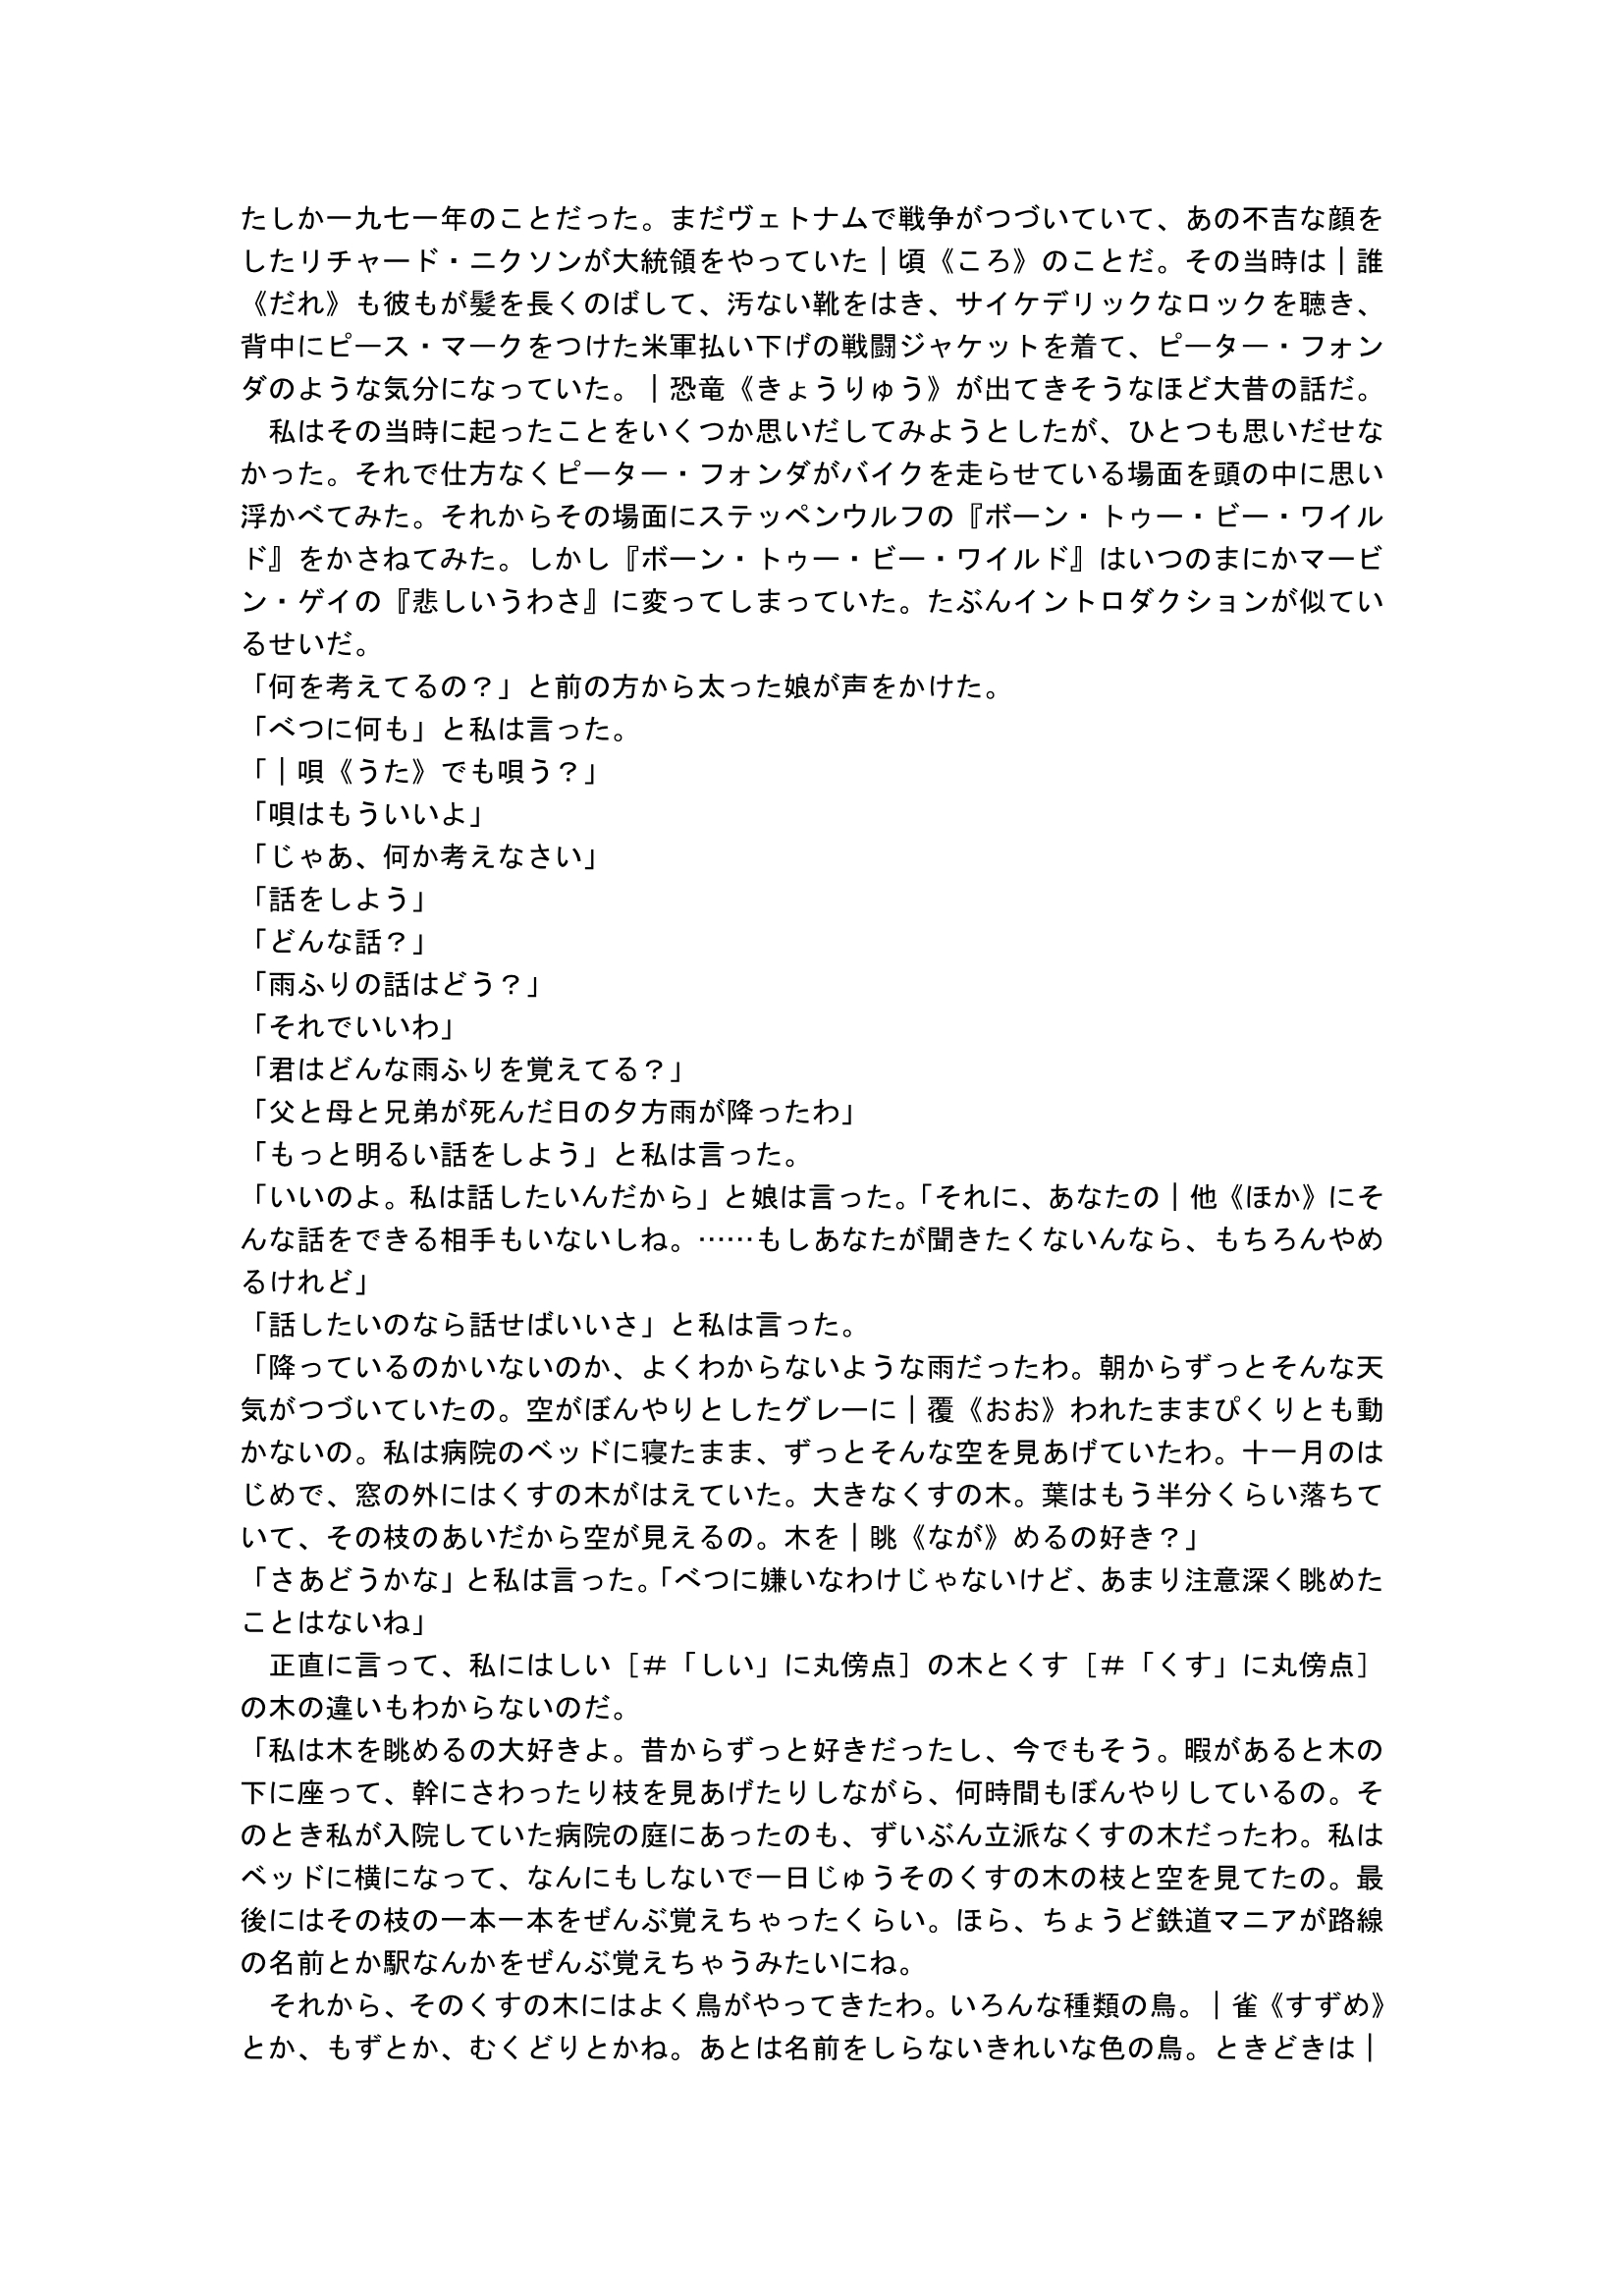 たしか一九七一年のことだった。まだヴェトナムで戦争がつづいていて、あの不吉な顔を
したリチャード・ニクソンが大統領をやっていた｜頃《ころ》のことだ。その当時は｜誰
《だれ》も彼もが髪を長くのばして、汚ない靴をはき、サイケデリックなロックを聴き、
背中にピース・マークをつけた米軍払い下げの戦闘ジャケットを着て、ピーター・フォン
ダのような気分になっていた。｜恐竜《きょうりゅう》が出てきそうなほど大昔の話だ。
　私はその当時に起ったことをいくつか思いだしてみようとしたが、ひとつも思いだせな
かった。それで仕方なくピーター・フォンダがバイクを走らせている場面を頭の中に思い
浮かべてみた。それからその場面にステッペンウルフの『ボーン・トゥー・ビー・ワイル
ド』をかさねてみた。しかし『ボーン・トゥー・ビー・ワイルド』はいつのまにかマービ
ン・ゲイの『悲しいうわさ』に変ってしまっていた。たぶんイントロダクションが似てい
るせいだ。
「何を考えてるの？」と前の方から太った娘が声をかけた。
「べつに何も」と私は言った。
「｜唄《うた》でも唄う？」
「唄はもういいよ」
「じゃあ、何か考えなさい」
「話をしよう」
「どんな話？」
「雨ふりの話はどう？」
「それでいいわ」
「君はどんな雨ふりを覚えてる？」
「父と母と兄弟が死んだ日の夕方雨が降ったわ」
「もっと明るい話をしよう」と私は言った。
「いいのよ。私は話したいんだから」と娘は言った。「それに、あなたの｜他《ほか》にそ
んな話をできる相手もいないしね。……もしあなたが聞きたくないんなら、もちろんやめ
るけれど」
「話したいのなら話せばいいさ」と私は言った。
「降っているのかいないのか、よくわからないような雨だったわ。朝からずっとそんな天
気がつづいていたの。空がぼんやりとしたグレーに｜覆《おお》われたままぴくりとも動
かないの。私は病院のベッドに寝たまま、ずっとそんな空を見あげていたわ。十一月のは
じめで、窓の外にはくすの木がはえていた。大きなくすの木。葉はもう半分くらい落ちて
いて、その枝のあいだから空が見えるの。木を｜眺《なが》めるの好き？」
「さあどうかな」と私は言った。「べつに嫌いなわけじゃないけど、あまり注意深く眺めた
ことはないね」
　正直に言って、私にはしい［＃「しい」に丸傍点］の木とくす［＃「くす」に丸傍点］
の木の違いもわからないのだ。
「私は木を眺めるの大好きよ。昔からずっと好きだったし、今でもそう。暇があると木の
下に座って、幹にさわったり枝を見あげたりしながら、何時間もぼんやりしているの。そ
のとき私が入院していた病院の庭にあったのも、ずいぶん立派なくすの木だったわ。私は
ベッドに横になって、なんにもしないで一日じゅうそのくすの木の枝と空を見てたの。最
後にはその枝の一本一本をぜんぶ覚えちゃったくらい。ほら、ちょうど鉄道マニアが路線
の名前とか駅なんかをぜんぶ覚えちゃうみたいにね。
　それから、そのくすの木にはよく鳥がやってきたわ。いろんな種類の鳥。｜雀《すずめ》
とか、もずとか、むくどりとかね。あとは名前をしらないきれいな色の鳥。ときどきは｜